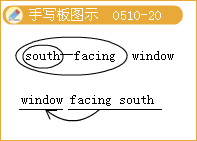 手写板图示 0510-20
south facing window
window facing south